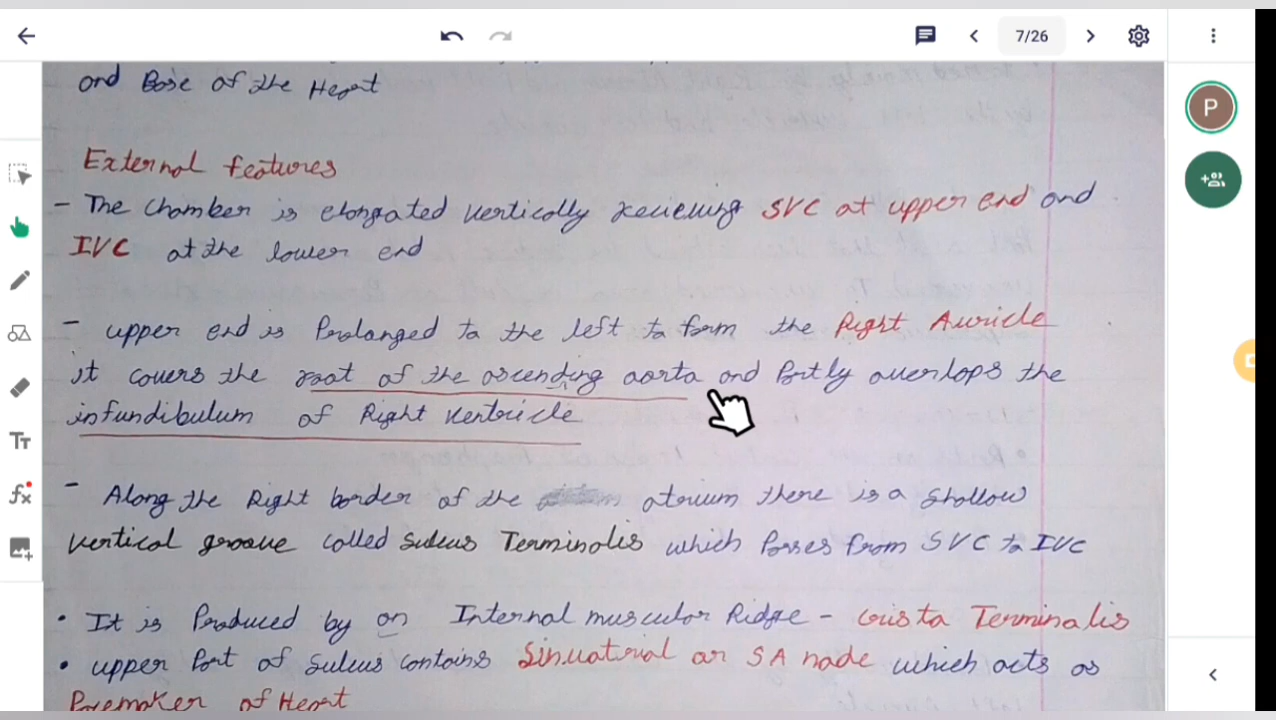 7/26
P
and Base of the Heart
External features
- The chamber is elongated vertically recieving SVC at upper end and
IVC at the lower end
- upper end is Prolonged to the left to form the Right Auricle
it covers the root of the ascending aorta and Partly overlaps the
infundibulum of Right ventricle
- Along the Right border of the atrium there is a shallow
vertical groove called Sulcus Terminalis which Passes from SVC to IVC
• It is Produced by an Internal muscular Ridge - crista Terminalis
• upper Part of Sulcus contains Sinuatrial or SA node which acts as
Pacemaker of Heart
Tт
fx